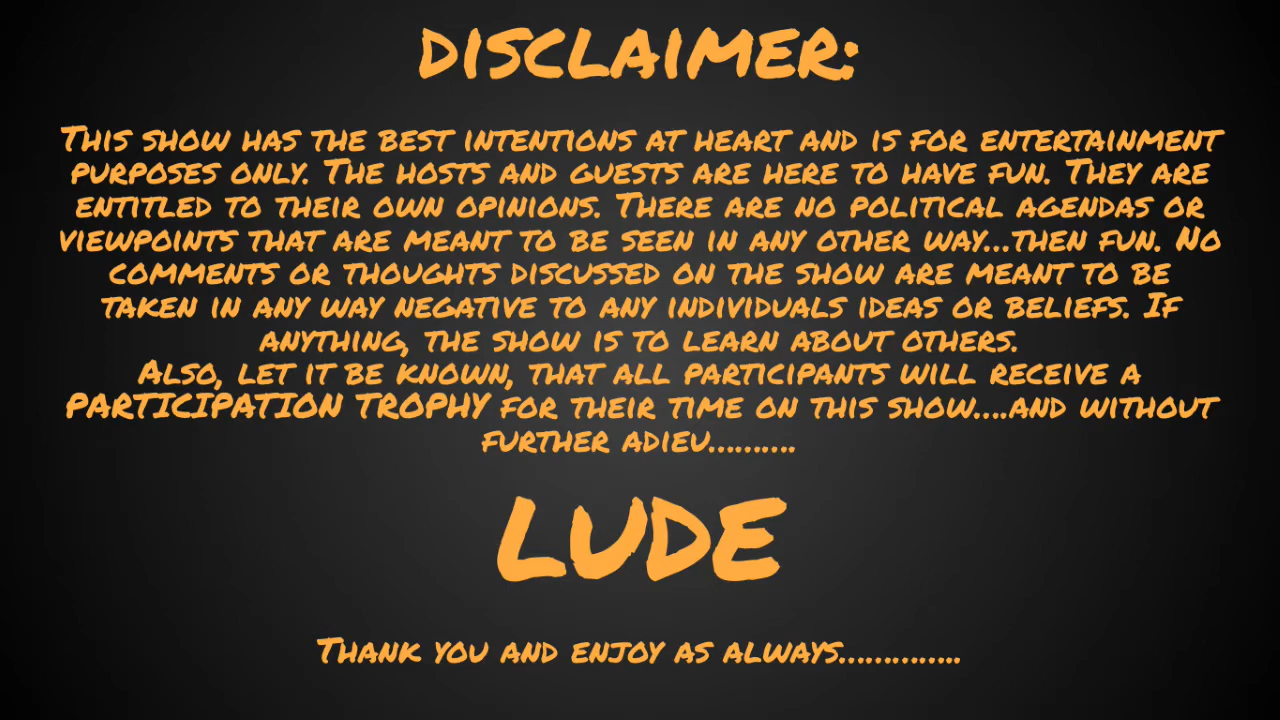 DISCLAIMER:
THIS SHOW HAS THE BEST INTENTIONS AT HEART AND IS FOR ENTERTAINMENT
PURPOSES ONLY. THE HOSTS AND GUESTS ARE HERE TO HAVE FUN. THEY ARE
ENTITLED TO THEIR OWN OPINIONS. THERE ARE NO POLITICAL AGENDAS OR
VIEWPOINTS THAT ARE MEANT TO BE SEEN IN ANY OTHER WAY...THEN FUN. NO
COMMENTS OR THOUGHTS DISCUSSED ON THE SHOW ARE MEANT TO BE
TAKEN IN ANY WAY NEGATIVE TO ANY INDIVIDUALS IDEAS OR BELIEFS. IF
ANYTHING, THE SHOW IS TO LEARN ABOUT OTHERS.
ALSO, LET IT BE KNOWN, THAT ALL PARTICIPANTS WILL RECEIVE A
PARTICIPATION TROPHY FOR THEIR TIME ON THIS SHOW....AND WITHOUT
FURTHER ADIEU..........
LUDE
THANK YOU AND ENJOY AS ALWAYS..............